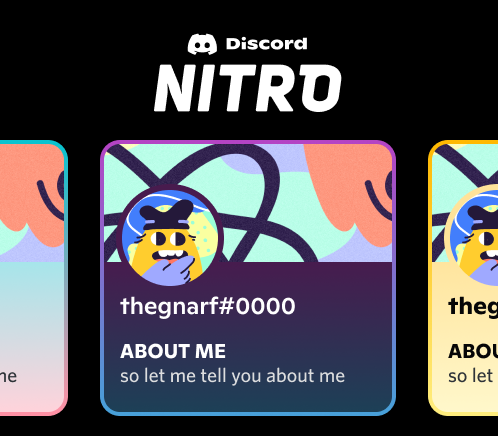 Discord
NITRO
thegnarf#0000
ABOUT ME
so let me tell you about me
me
theg
ABOU
so let